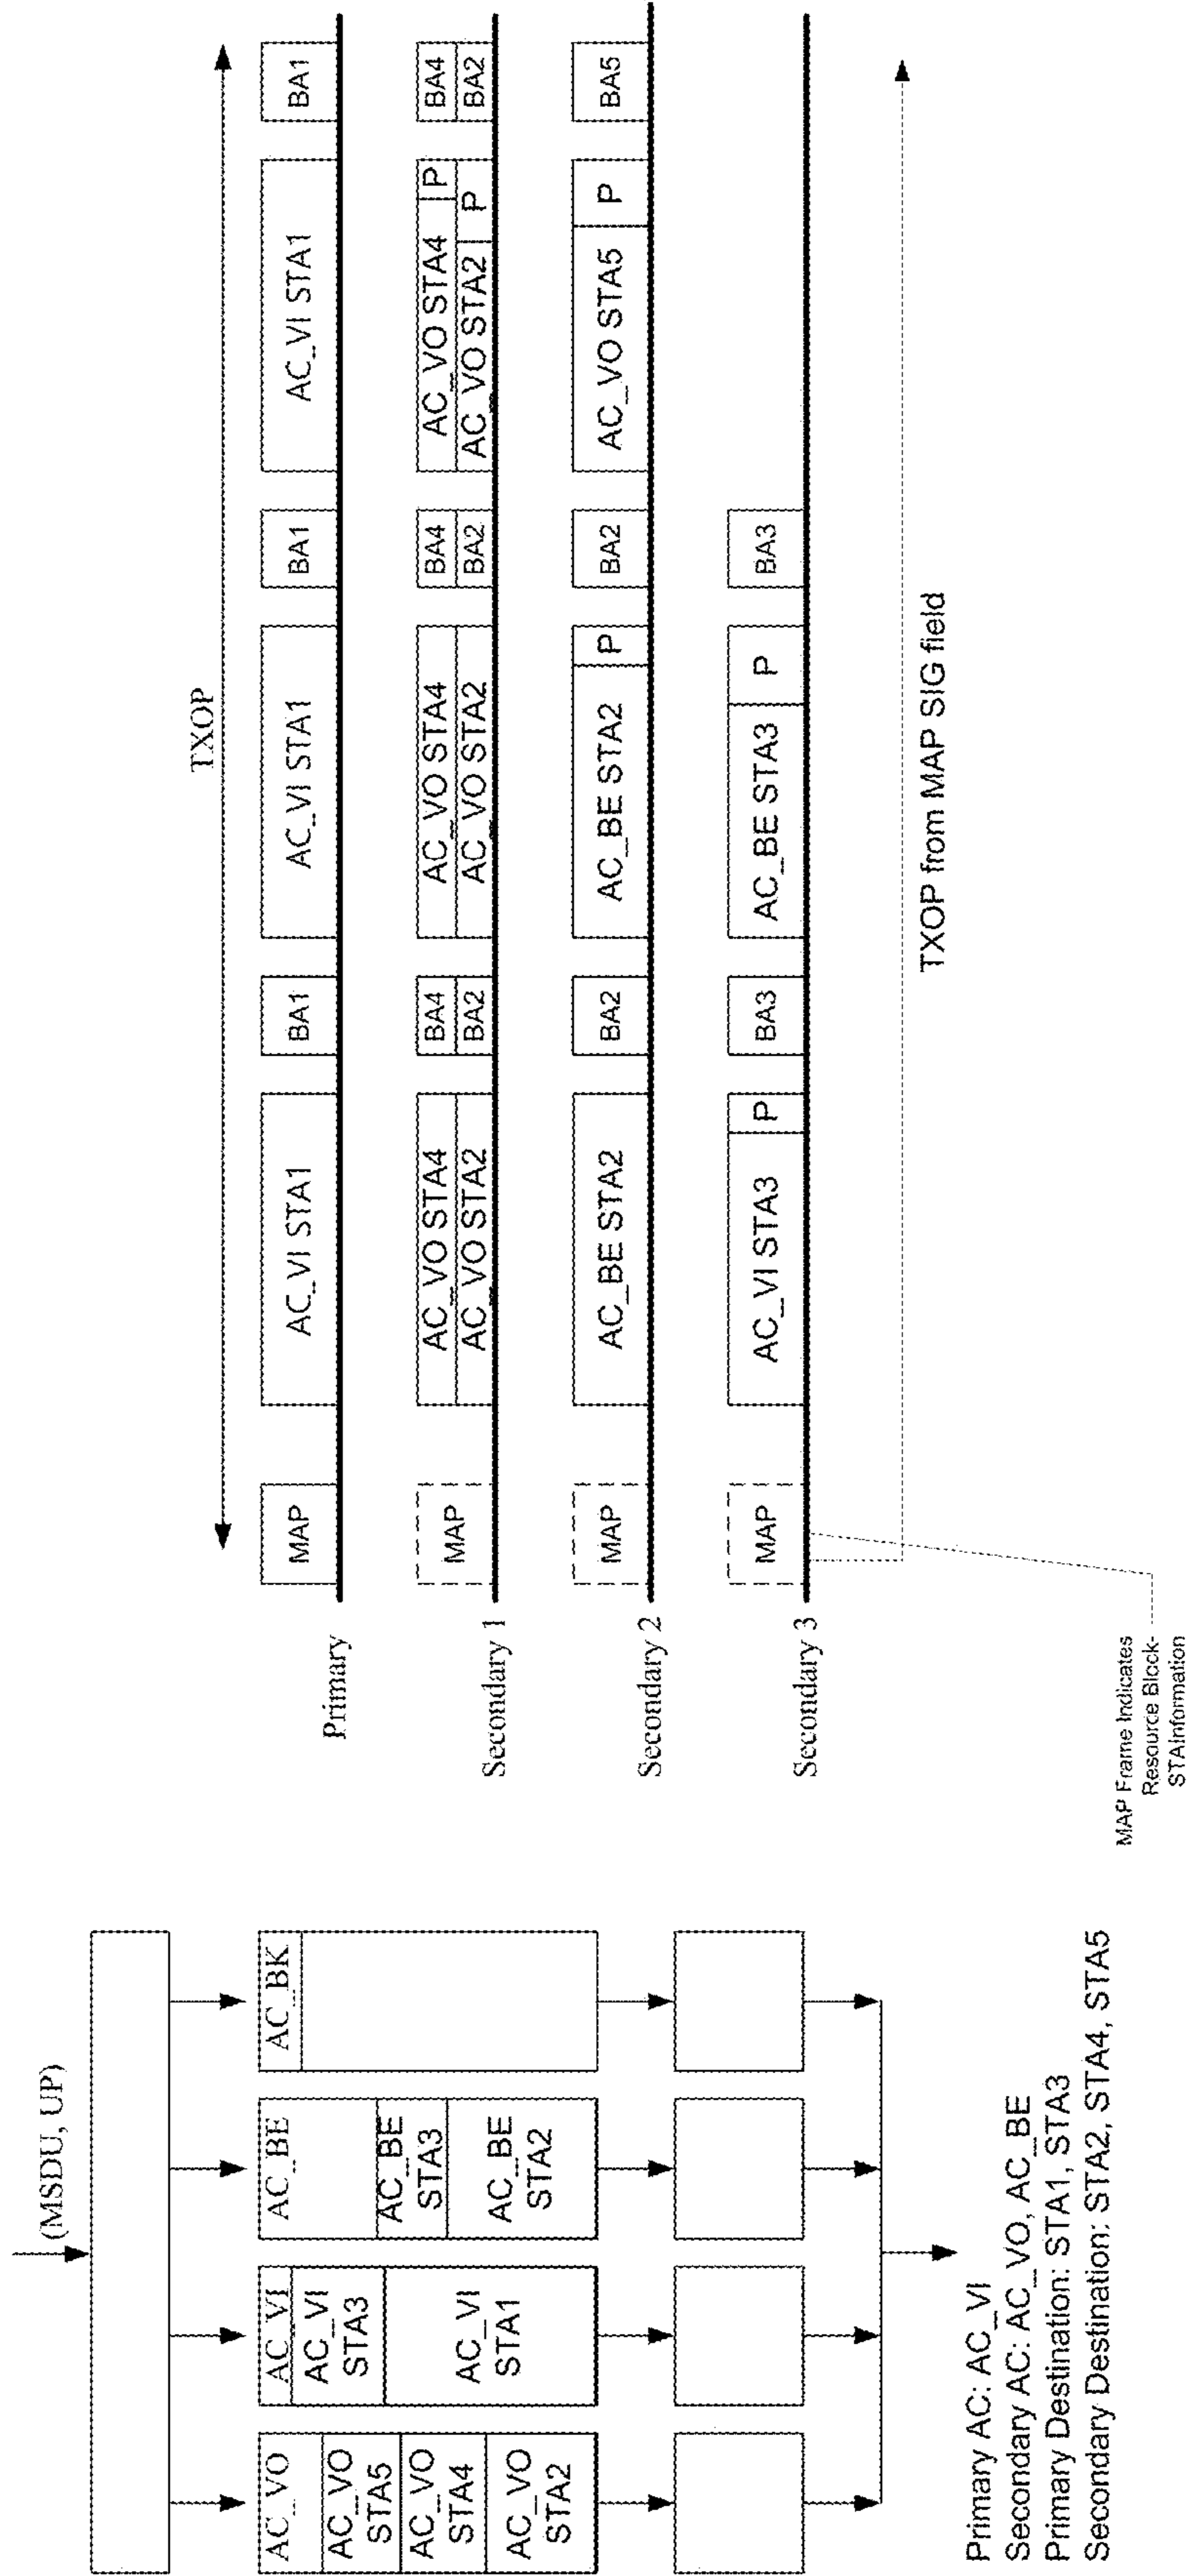 (MSDU, UP)
AC_VO
AC_VO
STA5
AC_VO
STA4
AC_VO
STA2
AC_VI
AC_VI
STA3
AC_VI
STA1
AC_BE
AC_BE
STA3
AC_BE
STA2
AC_BK
Primary AC: AC_VI
Secondary AC: AC_VO, AC_BE
Primary Destination: STA1, STA3
Secondary Destination: STA2, STA4, STA5
TXOP
Primary
MAP
AC_VI STA1
BA1
AC_VI STA1
BA1
AC_VI STA1
BA1
Secondary 1
MAP
AC_VO STA4
AC_VO STA2
BA4
BA2
AC_VO STA4
AC_VO STA2
BA4
BA2
AC_VO STA4
P
AC_VO STA2
P
BA4
BA2
Secondary 2
MAP
AC_BE STA2
BA2
AC_BE STA2
P
BA2
AC_VO STA5
P
BA5
Secondary 3
MAP
AC_VI STA3
P
BA3
AC_BE STA3
P
BA3
TXOP from MAP SIG field
MAP Frame Indicates
Resource Block-
STAInformation